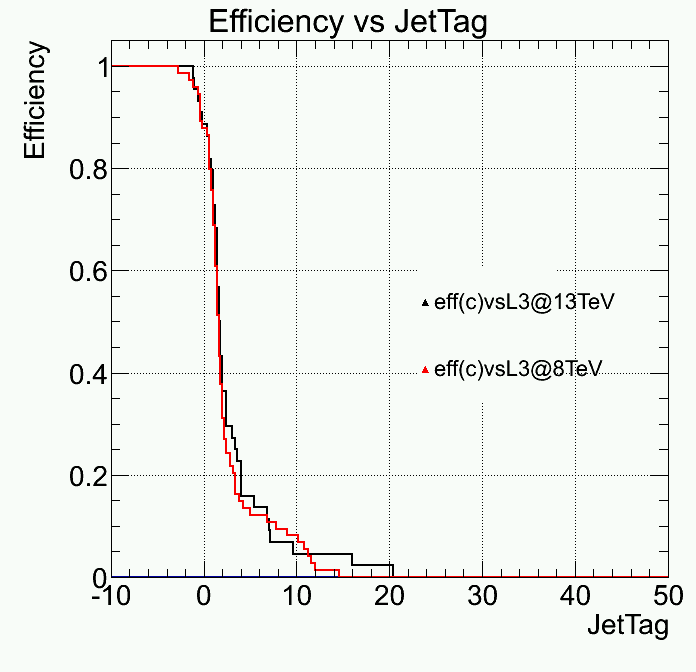 Efficiency vs JetTag
Efficiency
1
0.8
0.6
0.4
0.2
0
eff(c)vsL3@13TeV
eff(c)vsL3@8TeV
-10 0 10 20 30 40 50
JetTag